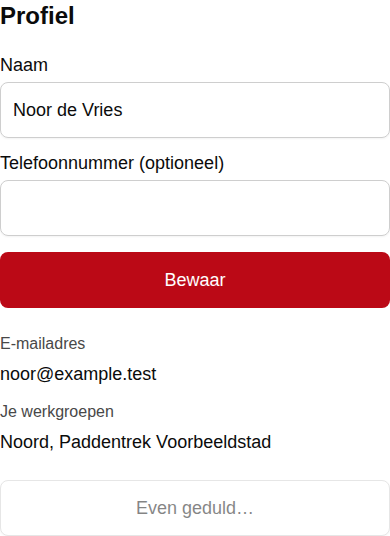 Profiel
Naam
Noor de Vries
Telefoonnummer (optioneel)
Bewaar
E-mailadres
noor@example.test
Je werkgroepen
Noord, Paddentrek Voorbeeldstad
Even geduld…